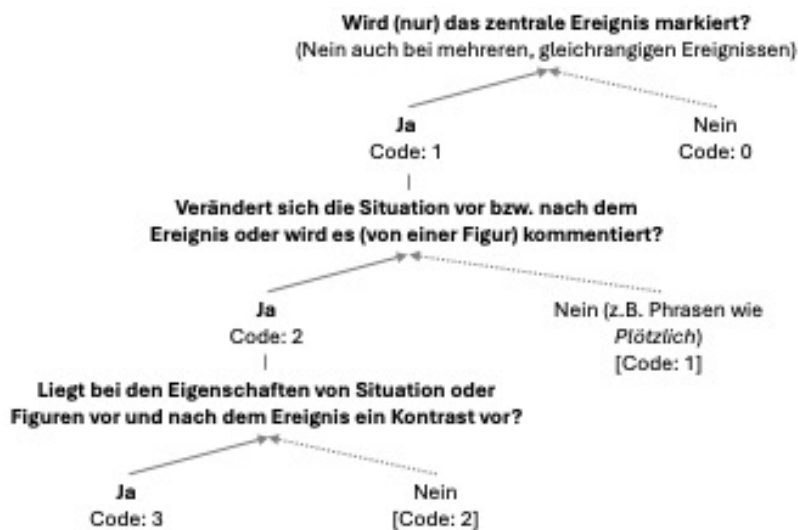 Wird (nur) das zentrale Ereignis markiert?
(Nein auch bei mehreren, gleichrangigen Ereignissen)
Ja
Code: 1
Nein
Code: 0
Verändert sich die Situation vor bzw. nach dem
Ereignis oder wird es (von einer Figur) kommentiert?
Ja
Code: 2
Nein (z.B. Phrasen wie
Plötzlich)
[Code: 1]
Liegt bei den Eigenschaften von Situation oder
Figuren vor und nach dem Ereignis ein Kontrast vor?
Ja
Code: 3
Nein
[Code: 2]